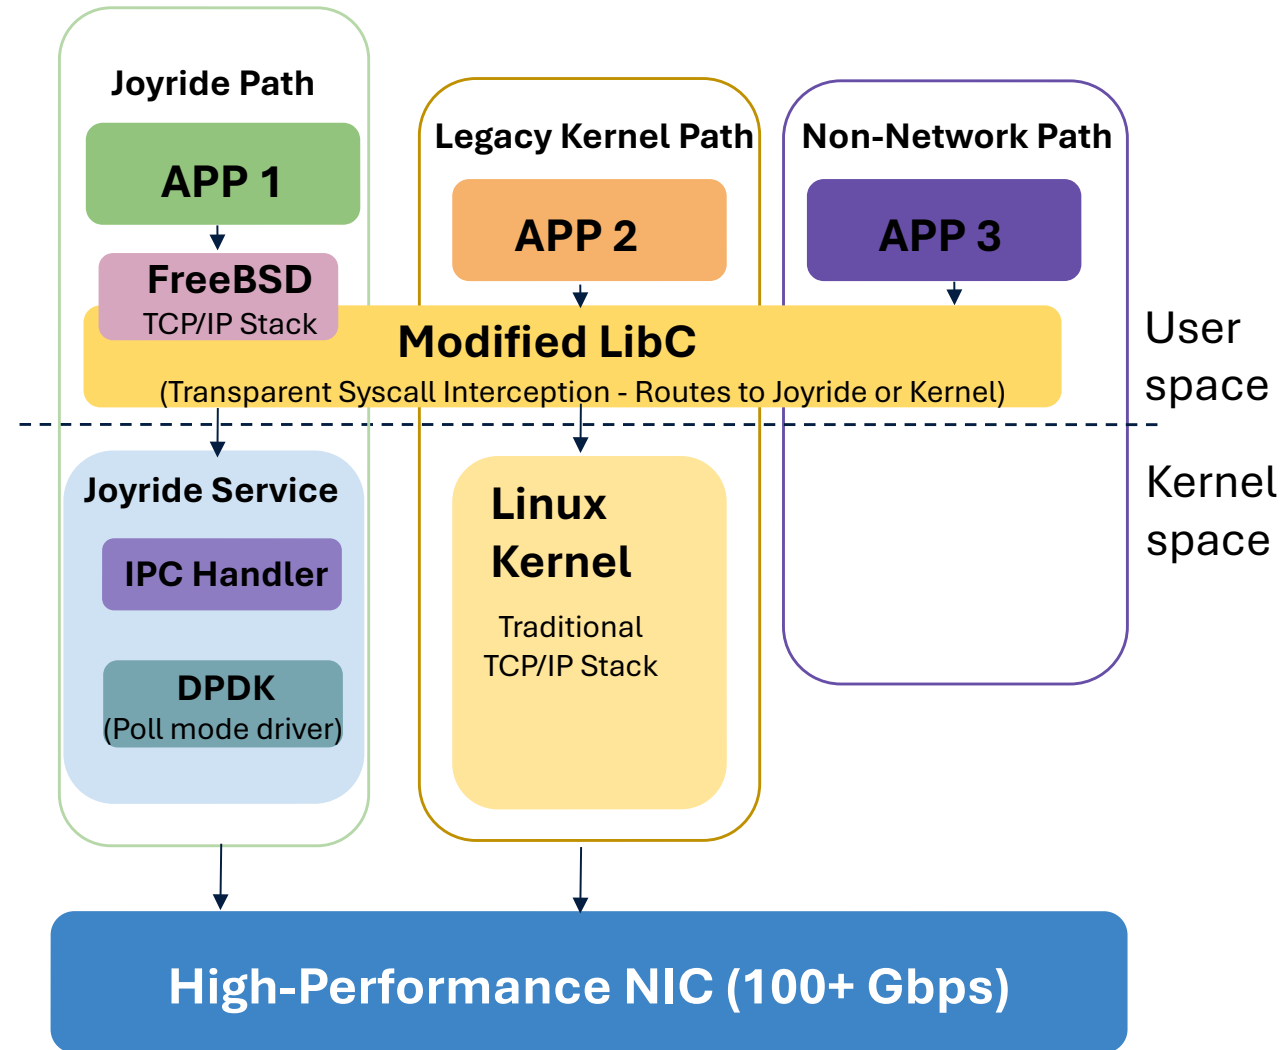 Joyride Path
APP 1
FreeBSD
TCP/IP Stack
Legacy Kernel Path
APP 2
Non-Network Path
APP 3
Modified LibC
(Transparent Syscall Interception - Routes to Joyride or Kernel)
User
space
Kernel
space
Joyride Service
IPC Handler
DPDK
(Poll mode driver)
Linux
Kernel
Traditional
TCP/IP Stack
High-Performance NIC (100+ Gbps)